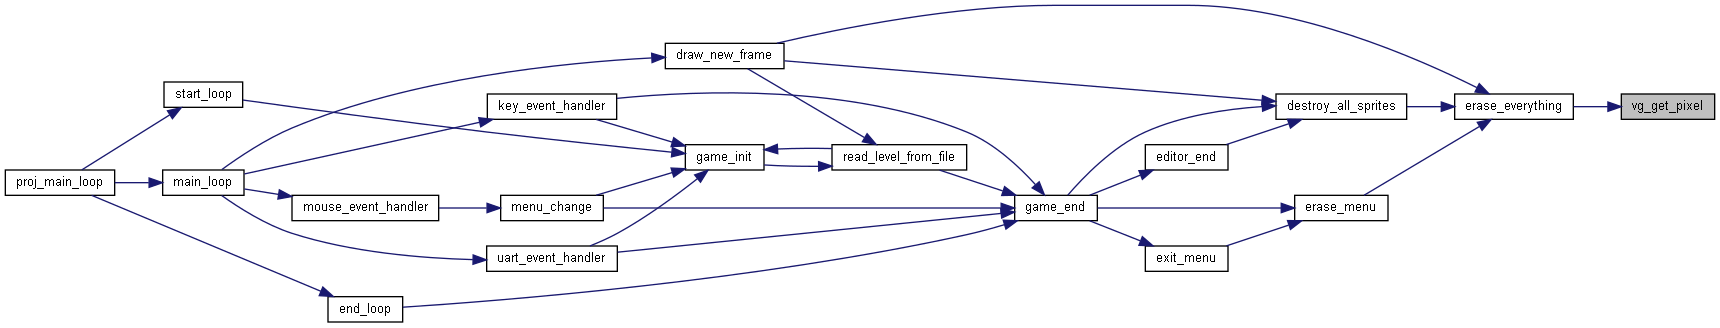 proj_main_loop
start_loop
main_loop
mouse_event_handler
end_loop
key_event_handler
menu_change
uart_event_handler
draw_new_frame
game_init
read_level_from_file
game_end
destroy_all_sprites
editor_end
erase_menu
exit_menu
erase_everything
vg_get_pixel